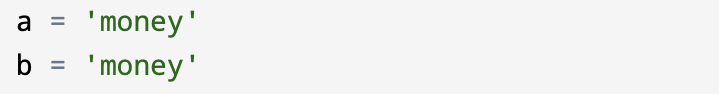 a = 'money'
b = 'money'